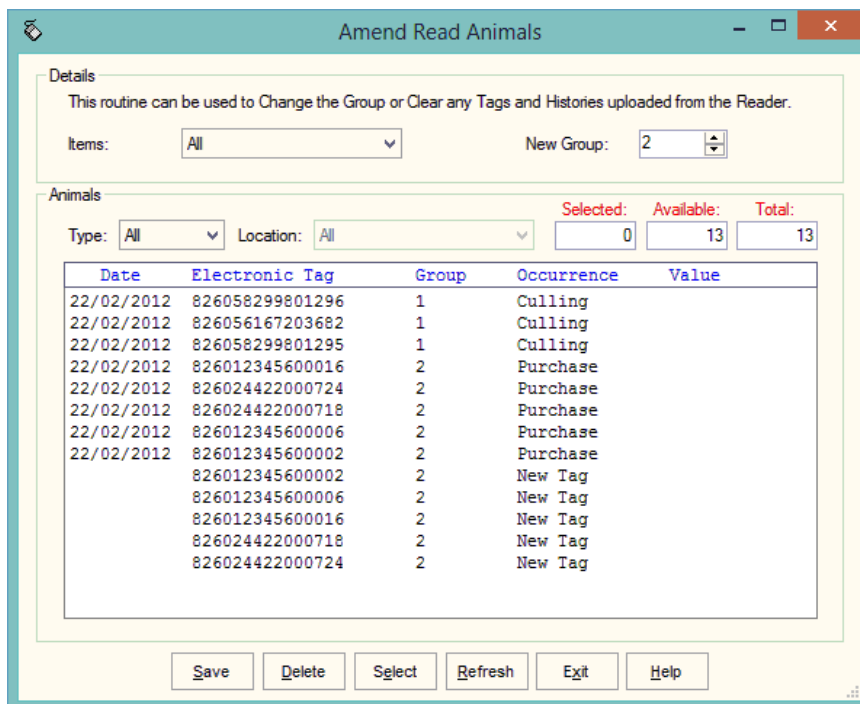 Amend Read Animals
Details
This routine can be used to Change the Group or Clear any Tags and Histories uploaded from the Reader.
Items: All New Group: 2
Animals
Selected: Available: Total:
Type: All Location: All 0 13 13
Date Electronic Tag Group Occurrence Value
22/02/2012 826058299801296 1 Culling
22/02/2012 826056167203682 1 Culling
22/02/2012 826058299801295 1 Culling
22/02/2012 826012345600016 2 Purchase
22/02/2012 826024422000724 2 Purchase
22/02/2012 826024422000718 2 Purchase
22/02/2012 826012345600006 2 Purchase
22/02/2012 826012345600002 2 Purchase
826012345600002 2 New Tag
826012345600006 2 New Tag
826012345600016 2 New Tag
826024422000718 2 New Tag
826024422000724 2 New Tag
Save Delete Select Refresh Exit Help